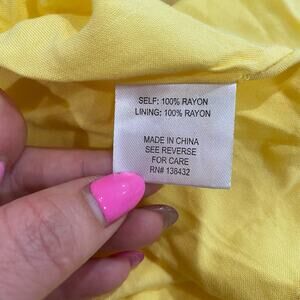 SELF: 100% RAYON
LINING: 100% RAYON
MADE IN CHINA
SEE REVERSE
FOR CARE
RN# 138432